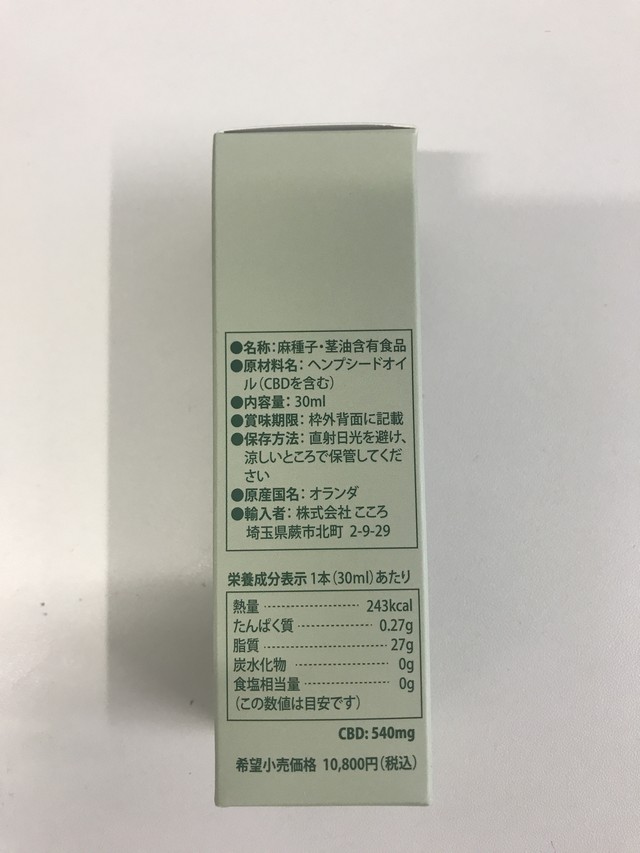 ●名称：麻種子・茎油含有食品
●原材料名：ヘンプシードオイ
ル（CBDを含む）
●内容量：30ml
●賞味期限：枠外背面に記載
●保存方法：直射日光を避け、
涼しいところで保管してくだ
さい
●原産国名：オランダ
●輸入者：株式会社 こころ
埼玉県蕨市北町 2-9-29
栄養成分表示 1本（30ml）あたり
熱量 ………… 243kcal
たんぱく質 ………… 0.27g
脂質 ………… 27g
炭水化物 ………… 0g
食塩相当量 ………… 0g
（この数値は目安です）
CBD: 540mg
希望小売価格 10,800円（税込）